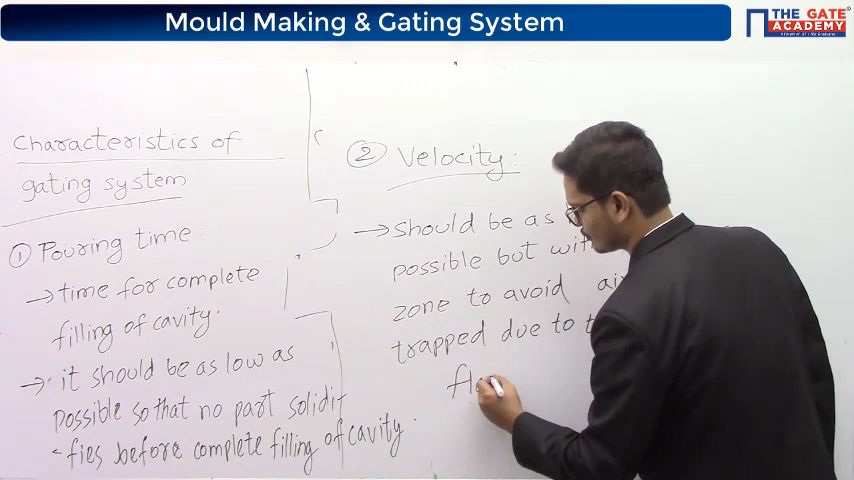 Mould Making & Gating System
THE GATE
ACADEMY
Characteristics of
gating system
① Pouring time:
→ time for complete
filling of cavity.
→ it should be as low as
possible so that no part solidi
fies before complete filling of cavity
② Velocity:
→ should be as
possible but
zone to avoid
trapped due to